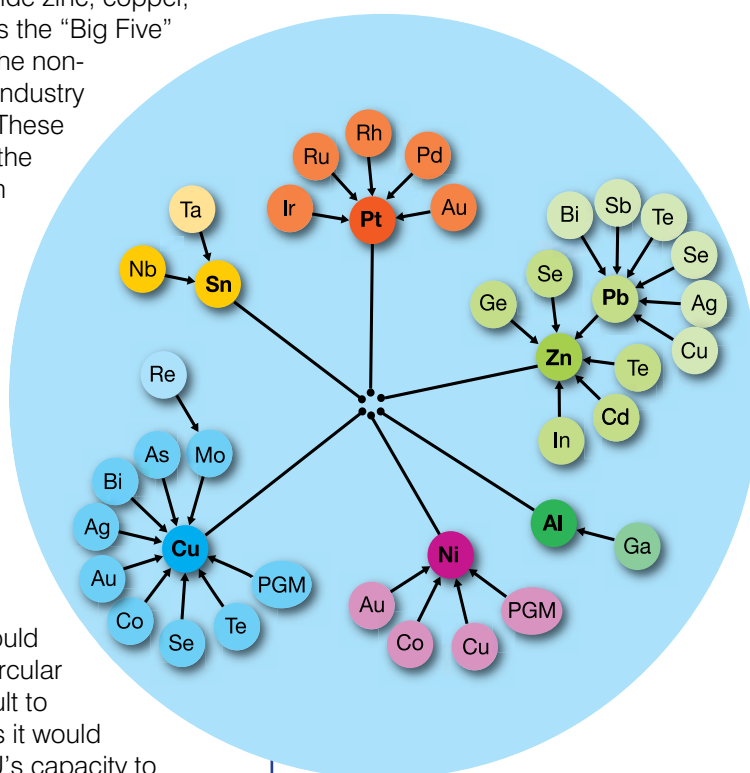 ide zinc, copper,
s the “Big Five”
he non-
ndustry
These
the
n
Rh
Ru
Pd
Ir
Au
Pt
Ta
Nb
Sn
Bi
Sb
Te
Se
Ag
Cu
Pb
Se
Ge
Zn
Te
Cd
In
Re
As
Mo
Bi
Ag
Cu
Au
PGM
Co
Te
Se
Ni
Au
PGM
Co
Cu
Al
Ga
ould
rcular
ult to
s it would
U’s capacity to